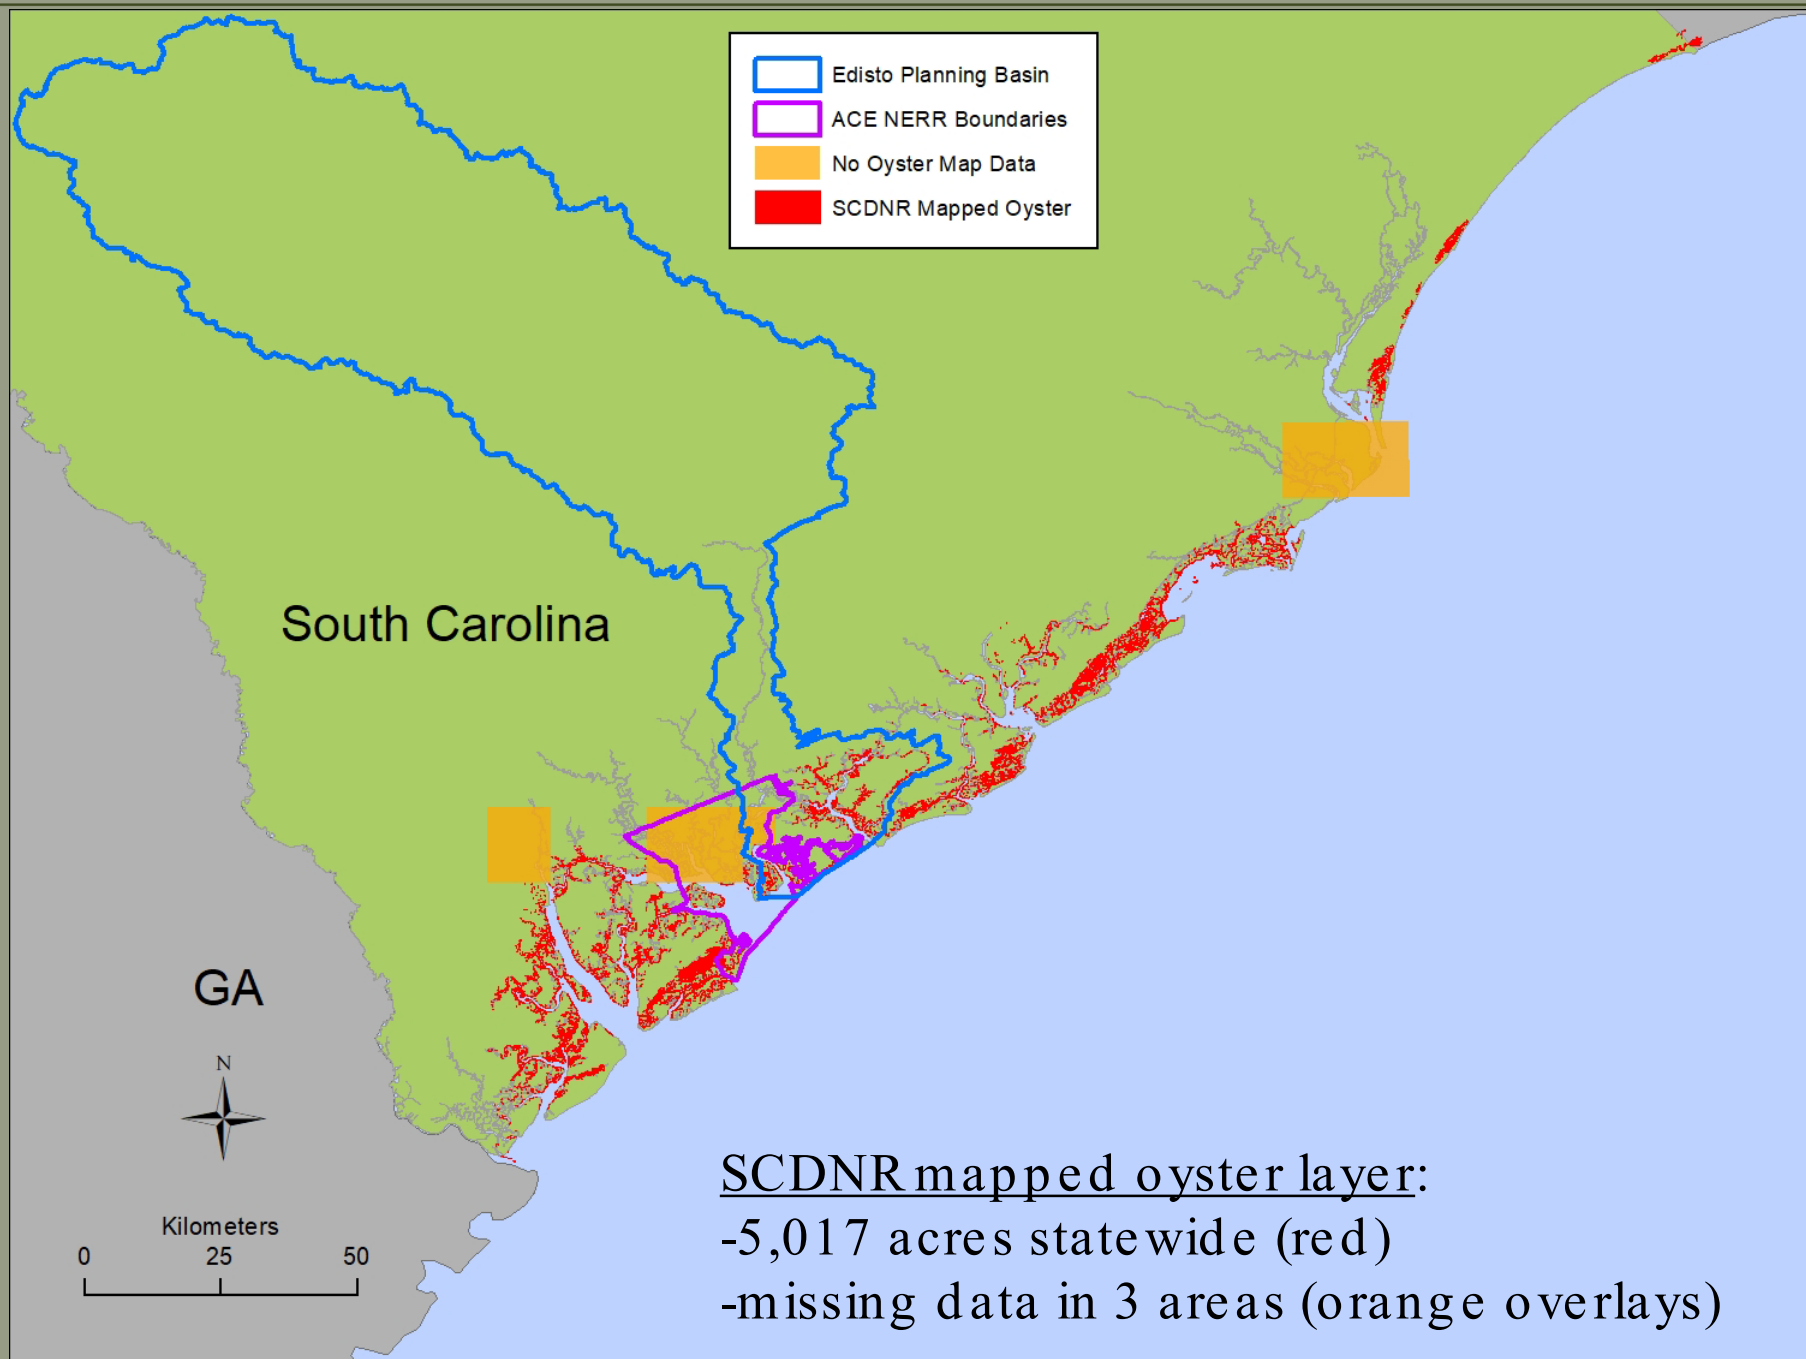 Edisto Planning Basin
ACE NERR Boundaries
No Oyster Map Data
SCDNR Mapped Oyster
South Carolina
GA
N
Kilometers
0 25 50
SCDNR mapped oyster layer:
-5,017 acres statewide (red)
-missing data in 3 areas (orange overlays)